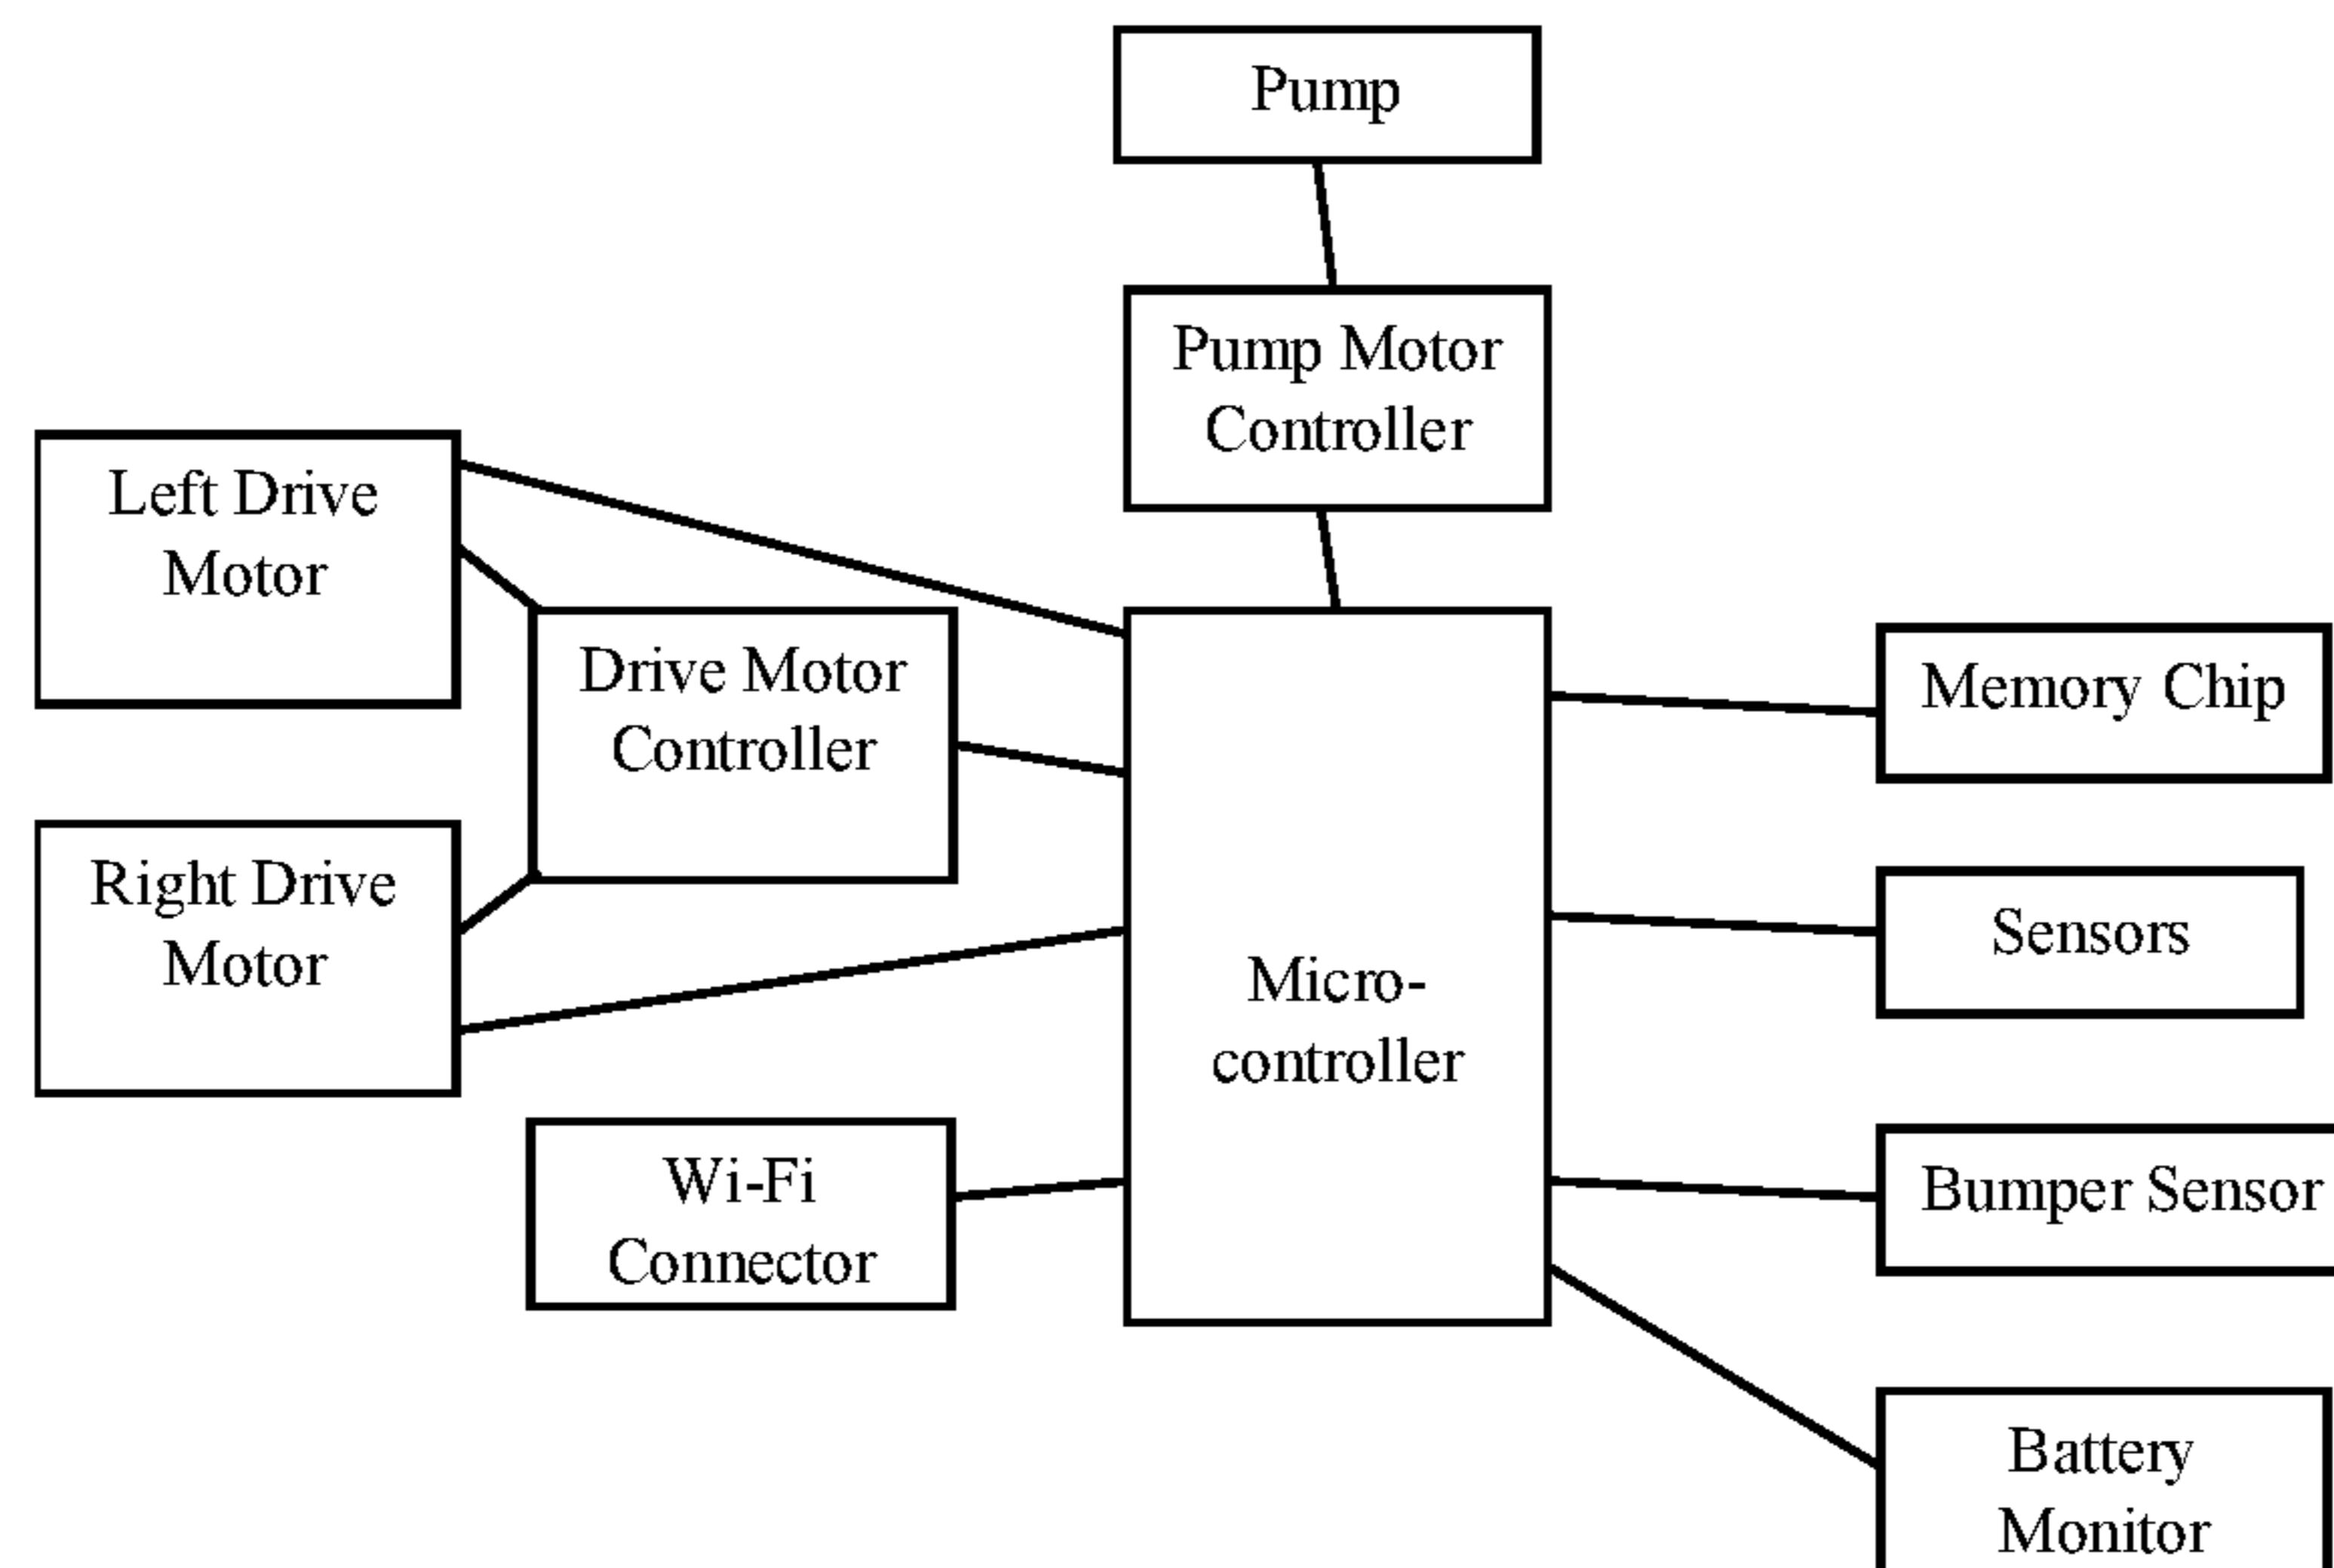 Pump
Pump Motor
Controller
Left Drive
Motor
Drive Motor
Controller
Right Drive
Motor
Wi-Fi
Connector
Micro-
controller
Memory Chip
Sensors
Bumper Sensor
Battery
Monitor